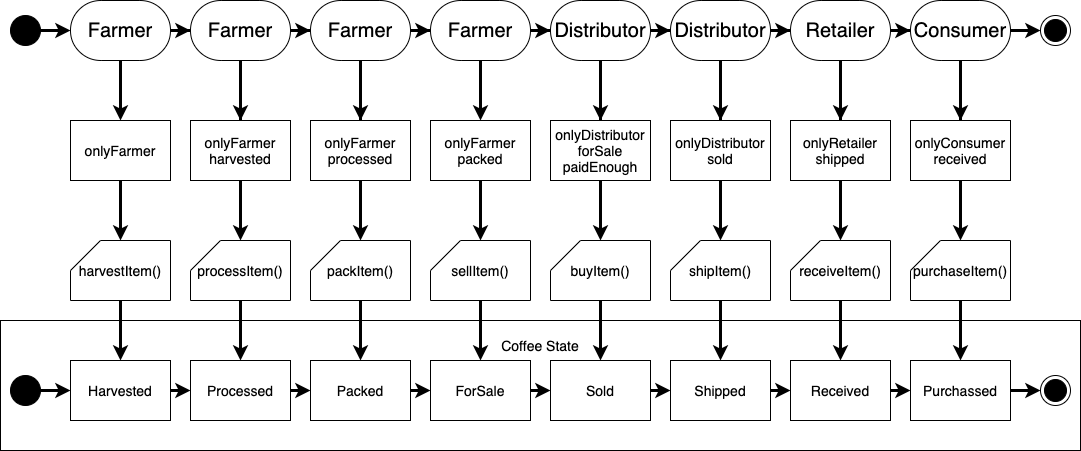 Farmer
Farmer
Farmer
Farmer
Distributor
Distributor
Retailer
Consumer
onlyFarmer
onlyFarmer
harvested
onlyFarmer
processed
onlyFarmer
packed
onlyDistributor
forSale
paidEnough
onlyDistributor
sold
onlyRetailer
shipped
onlyConsumer
received
harvestItem()
processItem()
packItem()
sellItem()
buyItem()
shipItem()
receiveItem()
purchaseItem()
Coffee State
Harvested
Processed
Packed
ForSale
Sold
Shipped
Received
Purchassed